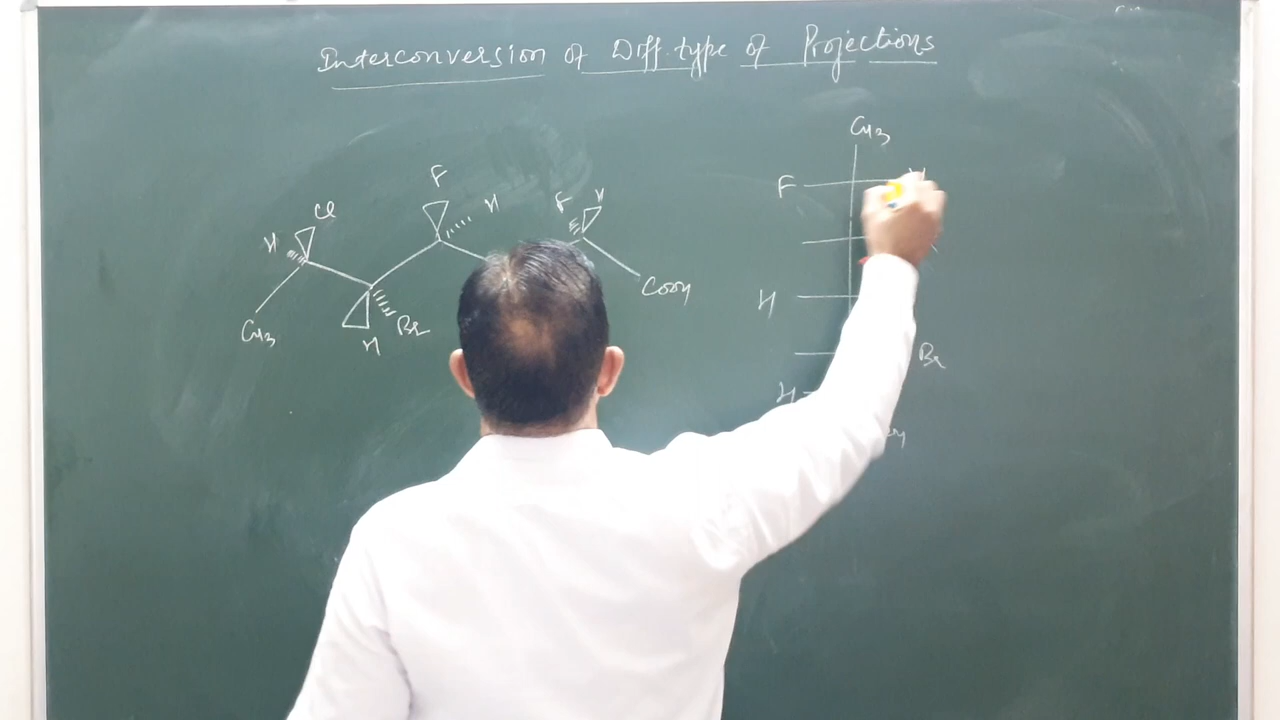 Interconversion of Diff. type of Projections
CH3
F
F
H
F
H
Cl
H
H
COOH
Br
Br
CH3
H
H